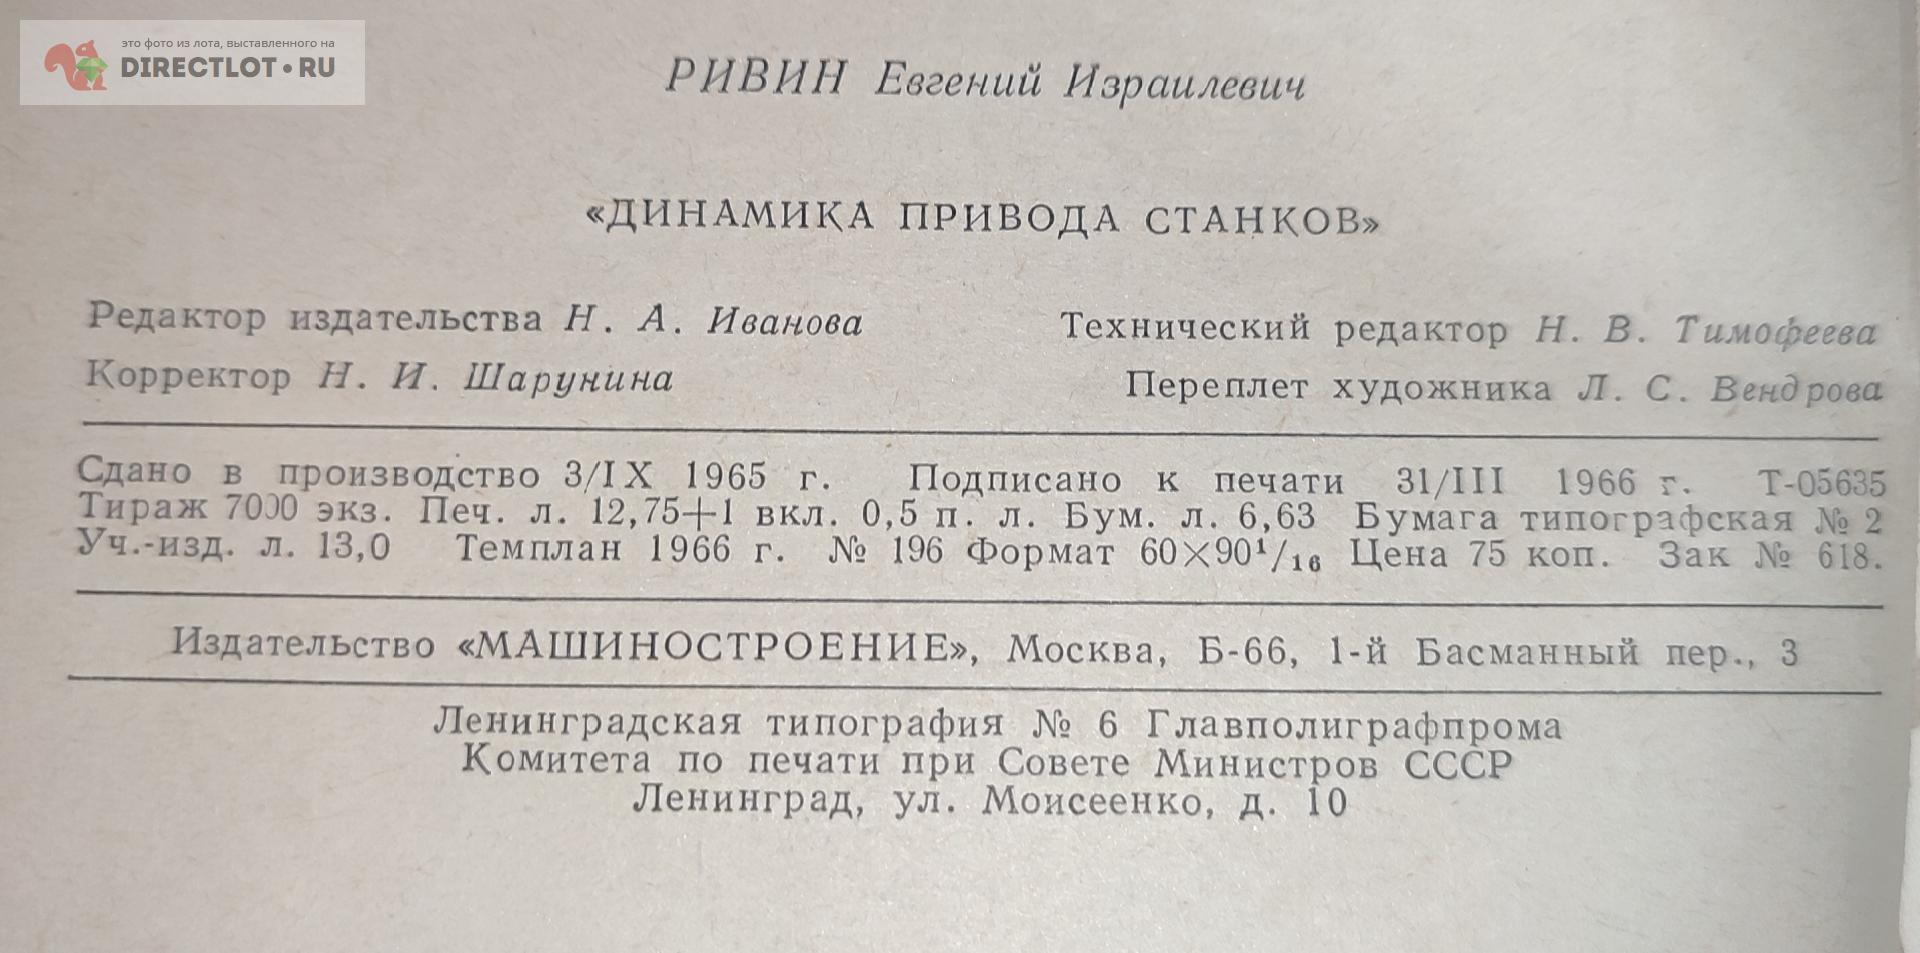 это фото из лота, выставленного на
DIRECTLOT • RU
РИВИН Евгений Израилевич
«ДИНАМИКА ПРИВОДА СТАНКОВ»
Редактор издательства Н. А. Иванова Технический редактор Н. В. Тимофеева
Корректор Н. И. Шарунина Переплет художника Л. С. Вендрова
Сдано в производство 3/IX 1965 г. Подписано к печати 31/III 1966 г. Т-05635
Тираж 7000 экз. Печ. л. 12,75+1 вкл. 0,5 п. л. Бум. л. 6,63 Бумага типографская № 2
Уч.-изд. л. 13,0 Темплан 1966 г. № 196 Формат 60×90¹/₁₆ Цена 75 коп. Зак № 618.
Издательство «МАШИНОСТРОЕНИЕ», Москва, Б-66, 1-й Басманный пер., 3
Ленинградская типография № 6 Главполиграфпрома
Комитета по печати при Совете Министров СССР
Ленинград, ул. Моисеенко, д. 10